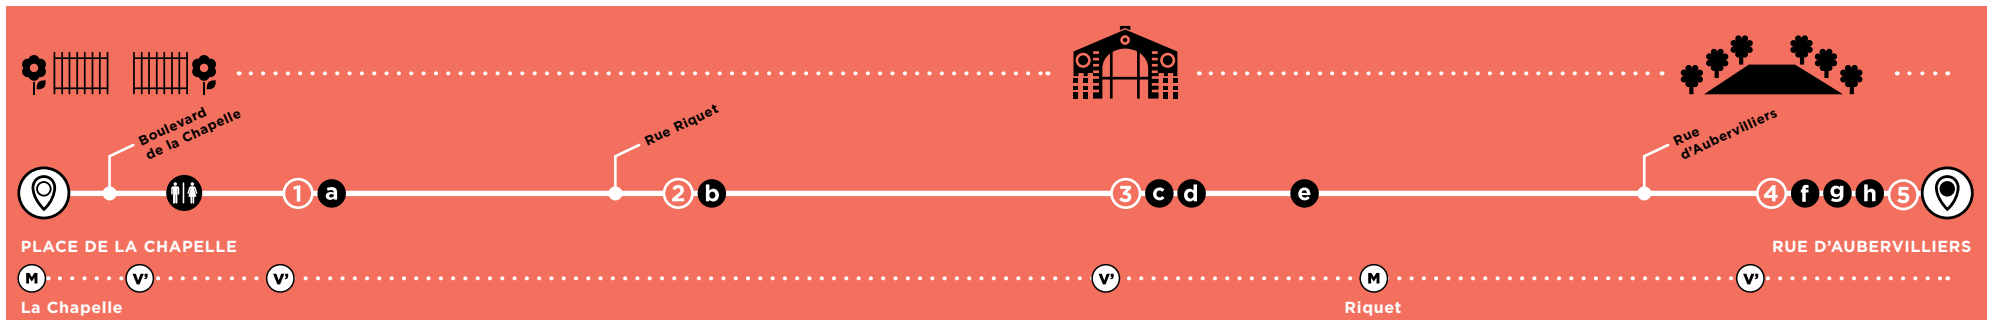 Boulevard
de la Chapelle
Rue Riquet
Rue
d'Aubervilliers
1 a 2 b 3 c d e 4 f g h 5
PLACE DE LA CHAPELLE
RUE D'AUBERVILLIERS
M V' V' V' M V'
La Chapelle
Riquet